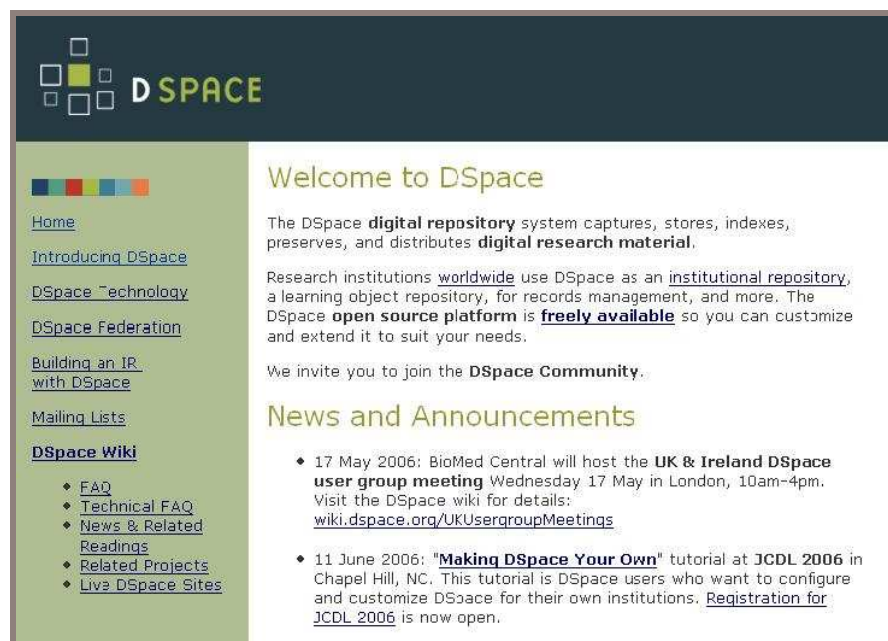 D SPACE
Home
Introducing DSpace
DSpace Technology
DSpace Federation
Building an IR
with DSpace
Mailing Lists
DSpace Wiki
FAQ
Technical FAQ
News & Related
Readings
Related Projects
Live DSpace Sites
Welcome to DSpace
The DSpace digital repository system captures, stores, indexes,
preserves, and distributes digital research material.
Research institutions worldwide use DSpace as an institutional repository,
a learning object repository, for records management, and more. The
DSpace open source platform is freely available so you can customize
and extend it to suit your needs.
We invite you to join the DSpace Community.
News and Announcements
17 May 2006: BioMed Central will host the UK & Ireland DSpace
user group meeting Wednesday 17 May in London, 10am-4pm.
Visit the DSpace wiki for details:
wiki.dspace.org/UKUsergroupMeetings
11 June 2006: "Making DSpace Your Own" tutorial at JCDL 2006 in
Chapel Hill, NC. This tutorial is DSpace users who want to configure
and customize DSpace for their own institutions. Registration for
JCDL 2006 is now open.